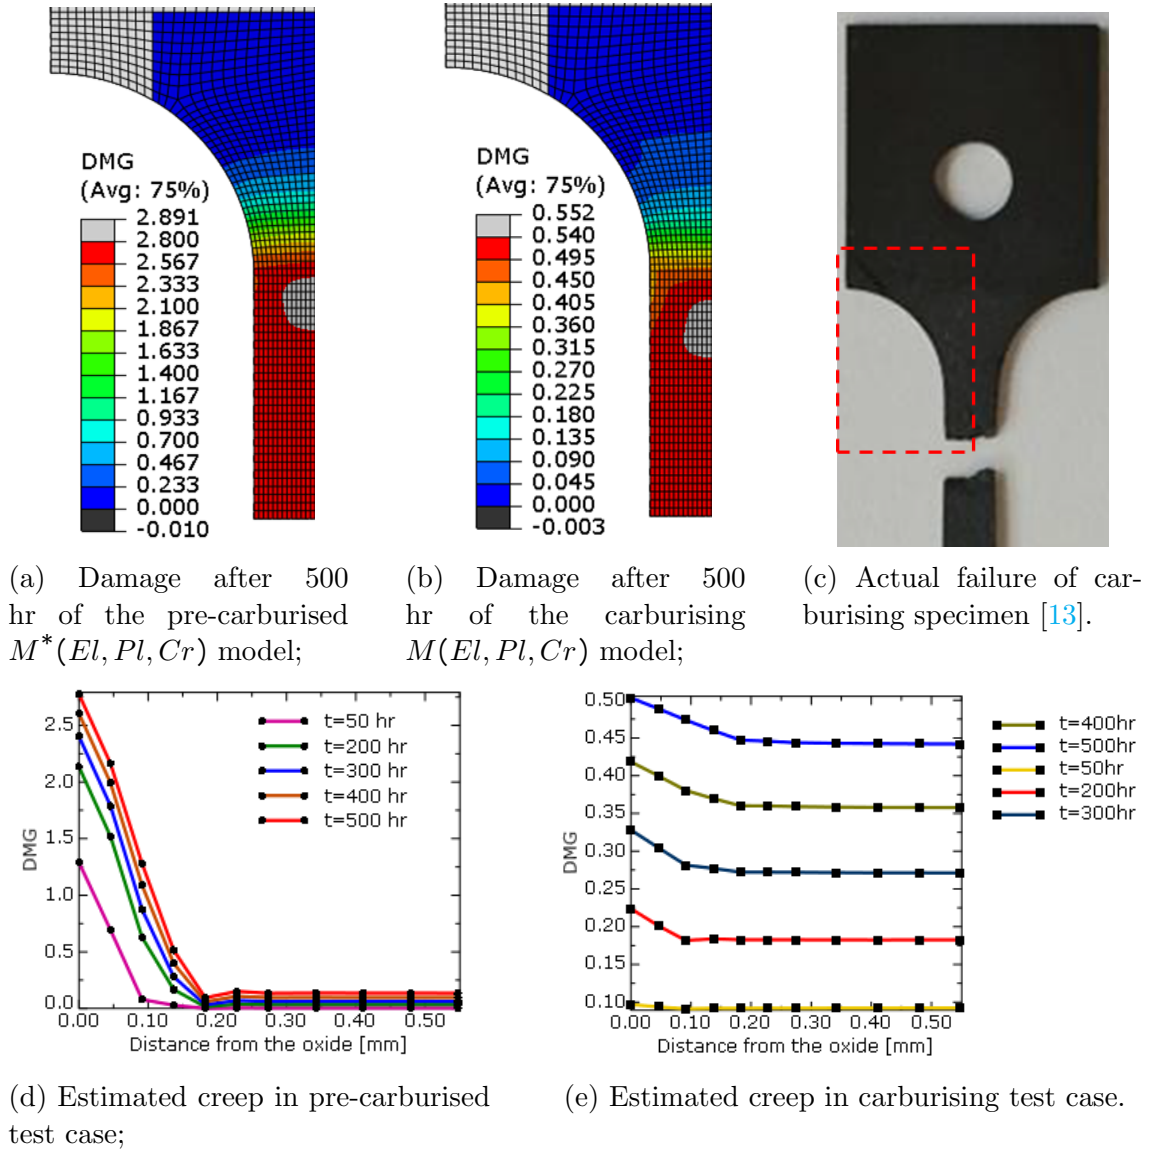 DMG
(Avg: 75%)
2.891
2.800
2.567
2.333
2.100
1.867
1.633
1.400
1.167
0.933
0.700
0.467
0.233
0.000
-0.010
DMG
(Avg: 75%)
0.552
0.540
0.495
0.450
0.405
0.360
0.315
0.270
0.225
0.180
0.135
0.090
0.045
0.000
-0.003
(a) Damage after 500
hr of the pre-carburised
M*(El, Pl, Cr) model;
(b) Damage after 500
hr of the carburising
M(El, Pl, Cr) model;
(c) Actual failure of car-
burising specimen [13].
2.5
2.0
1.5
1.0
0.5
0.0
DMG
t=50 hr
t=200 hr
t=300 hr
t=400 hr
t=500 hr
0.00 0.10 0.20 0.30 0.40 0.50
Distance from the oxide [mm]
0.50
0.45
0.40
0.35
0.30
0.25
0.20
0.15
0.10
DMG
t=400hr
t=500hr
t=50hr
t=200hr
t=300hr
0.00 0.10 0.20 0.30 0.40 0.50
Distance from the oxide [mm]
(d) Estimated creep in pre-carburised
test case;
(e) Estimated creep in carburising test case.